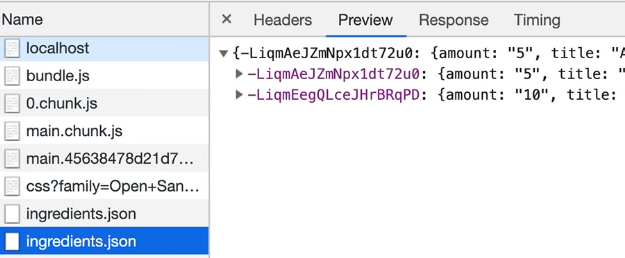 Name
× Headers Preview Response Timing
localhost
bundle.js
0.chunk.js
main.chunk.js
main.45638478d21d7...
css?family=Open+San...
ingredients.json
ingredients.json
▼{-LiqmAeJZmNpx1dt72u0: {amount: "5", title: "A
▶-LiqmAeJZmNpx1dt72u0: {amount: "5", title: "
▶-LiqmEegQLceJHrBRqPD: {amount: "10", title: